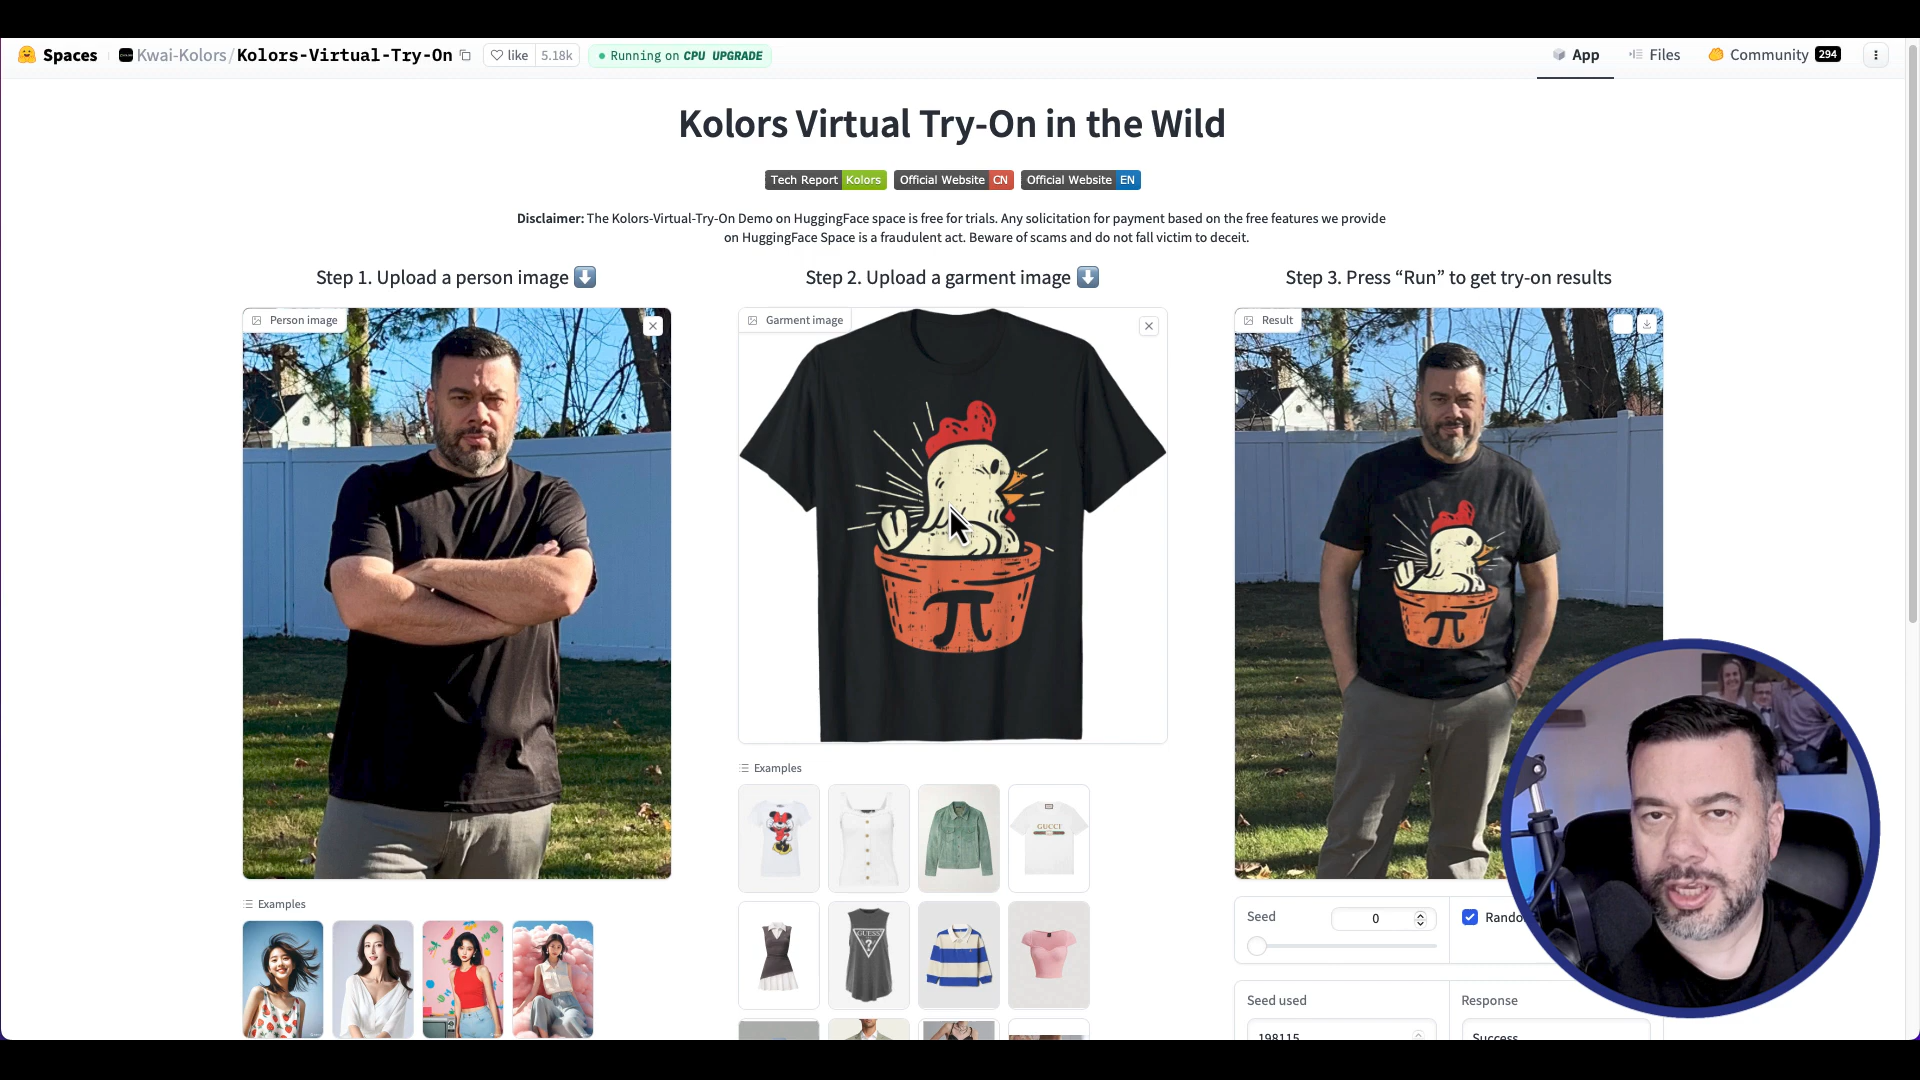 Spaces
Kwai-Kolors/Kolors-Virtual-Try-On
like 5.18k
Running on CPU UPGRADE
App
Files
Community 294
Kolors Virtual Try-On in the Wild
Tech Report Kolors
Official Website CN
Official Website EN
Disclaimer: The Kolors-Virtual-Try-On Demo on HuggingFace space is free for trials. Any solicitation for payment based on the free features we provide
on HuggingFace Space is a fraudulent act. Beware of scams and do not fall victim to deceit.
Step 1. Upload a person image
Step 2. Upload a garment image
Step 3. Press “Run” to get try-on results
Person image
Garment image
Result
π
π
Examples
GUCCI
GUESS
?
Examples
Seed
0
Seed used
198115
Response
Success